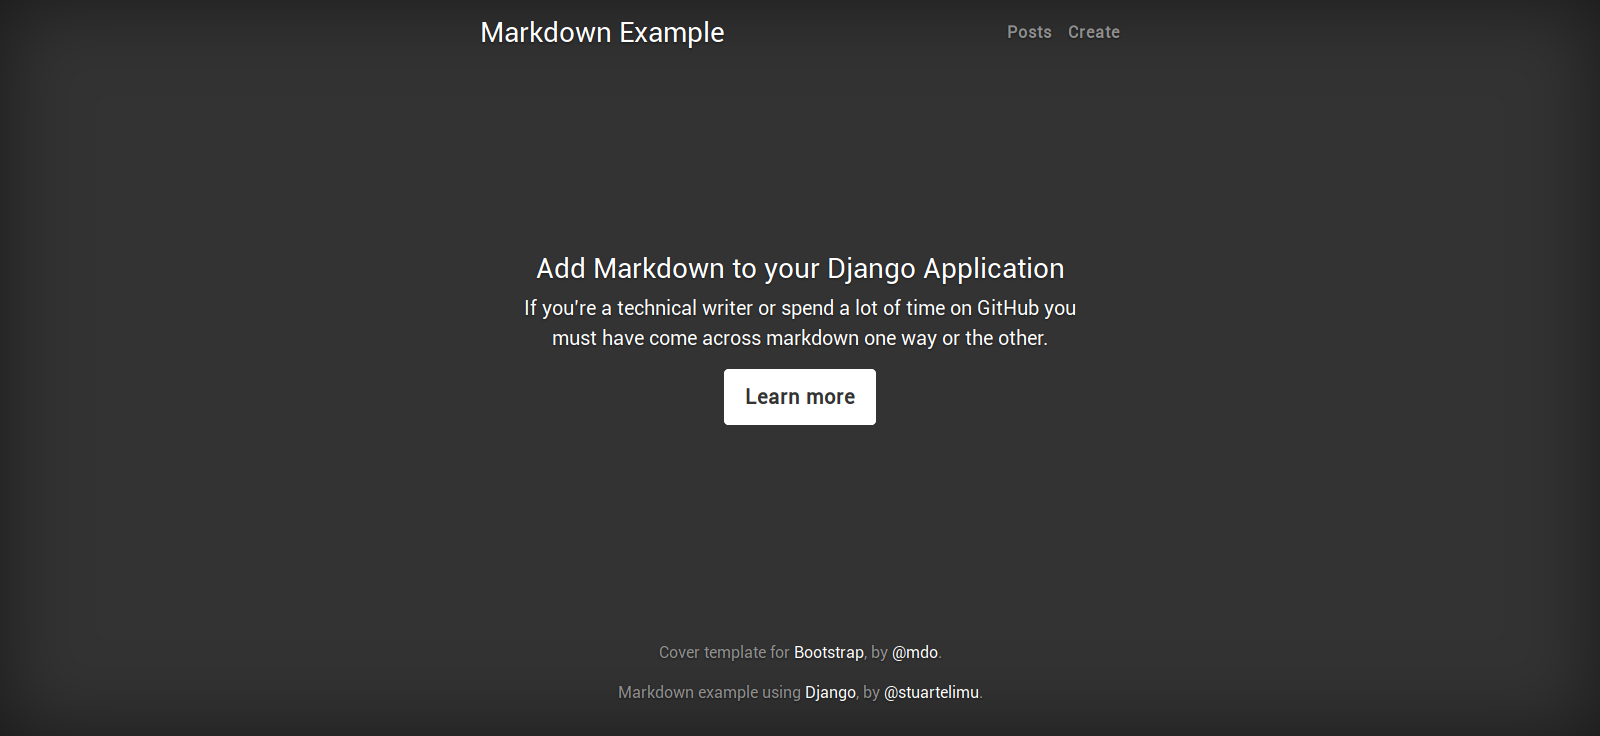 Markdown Example
Posts Create
Add Markdown to your Django Application
If you're a technical writer or spend a lot of time on GitHub you
must have come across markdown one way or the other.
Learn more
Cover template for Bootstrap, by @mdo.
Markdown example using Django, by @stuartelimu.